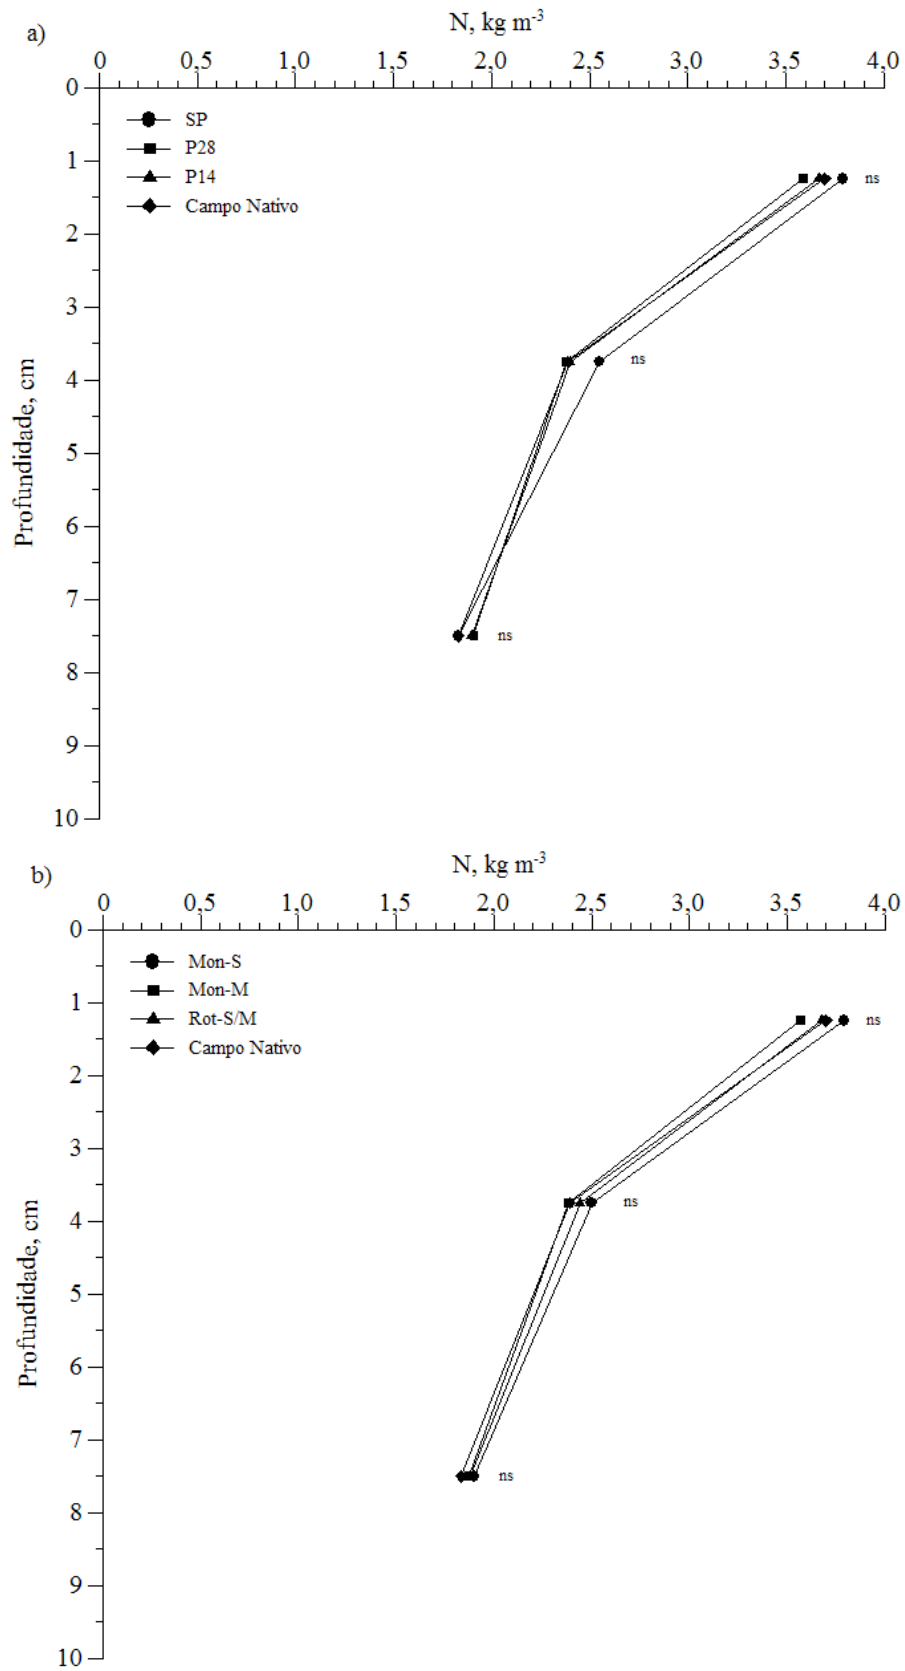 a)
N, kg m-3
0 0,5 1,0 1,5 2,0 2,5 3,0 3,5 4,0
0
SP
P28
P14
Campo Nativo
1
2
3
4
5
6
7
8
9
10
ns
ns
ns
Profundidade, cm
b)
N, kg m-3
0 0,5 1,0 1,5 2,0 2,5 3,0 3,5 4,0
0
Mon-S
Mon-M
Rot-S/M
Campo Nativo
1
2
3
4
5
6
7
8
9
10
ns
ns
ns
Profundidade, cm